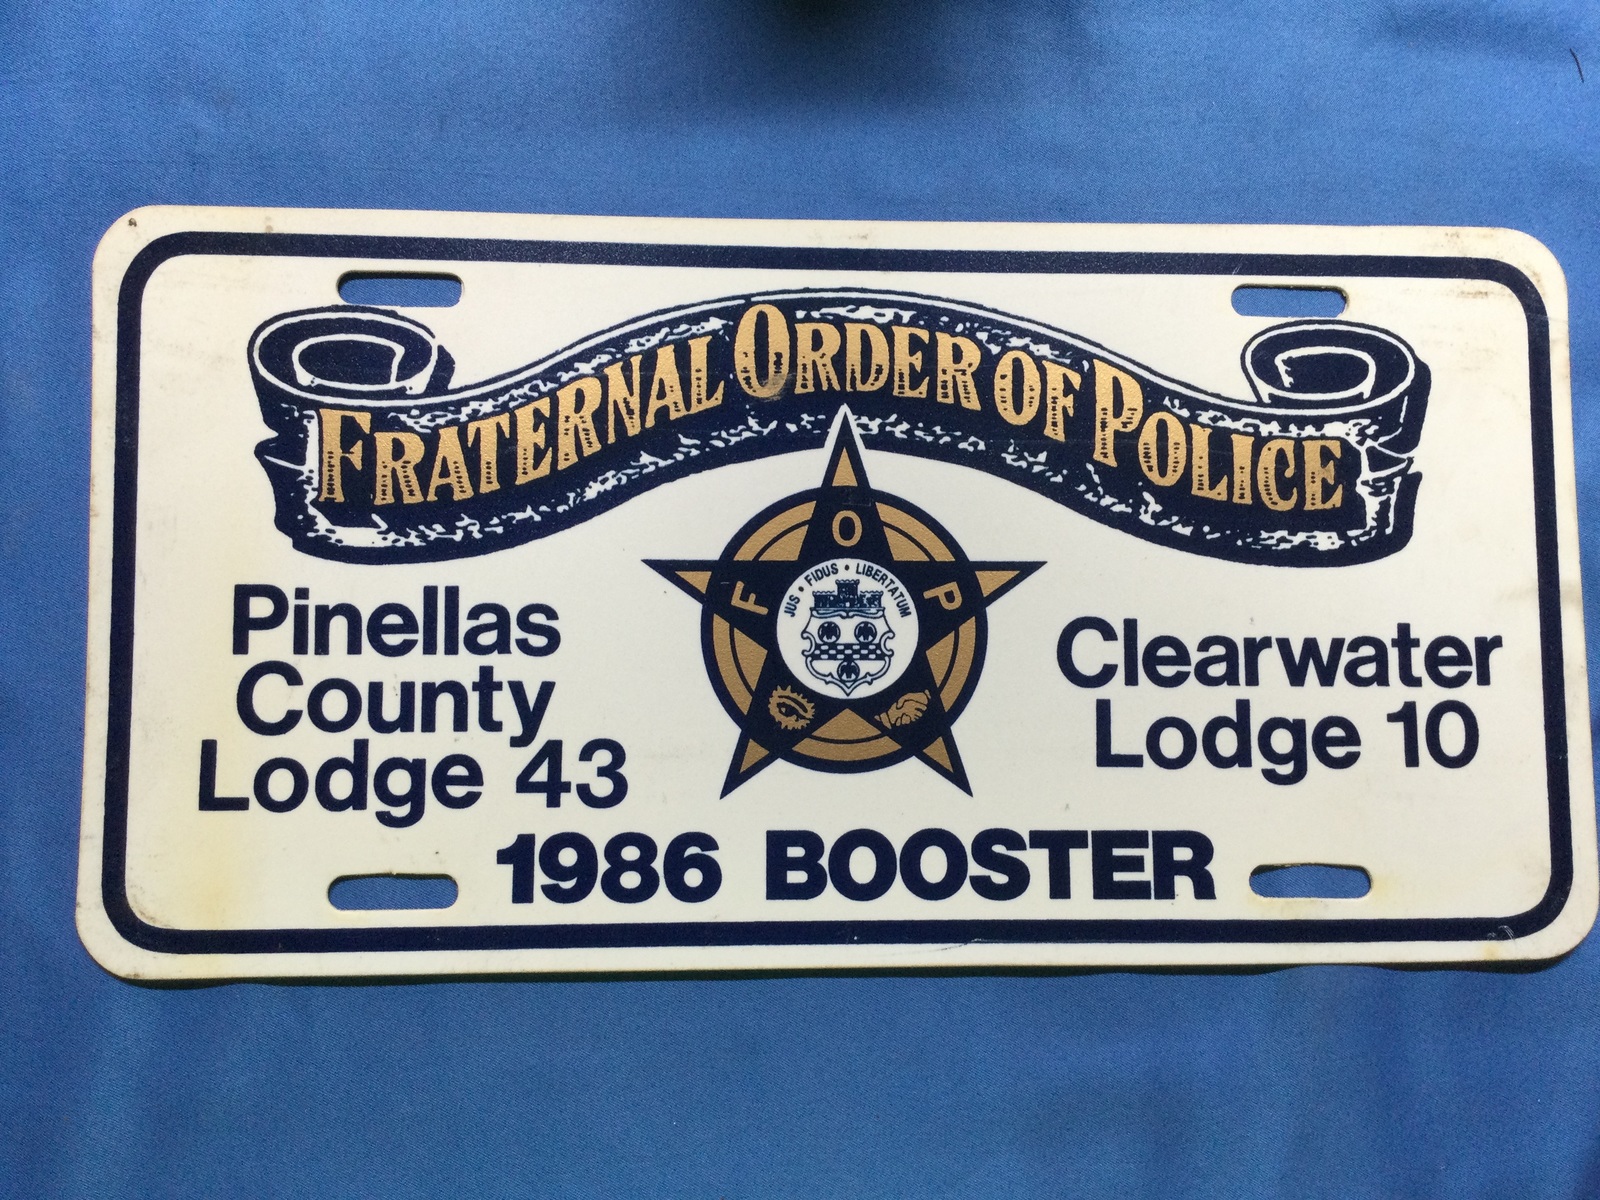 FRATERNAL ORDER OF POLICE
F O P
JUS • FIDUS • LIBERTATUM
Pinellas
County
Lodge 43
Clearwater
Lodge 10
1986 BOOSTER